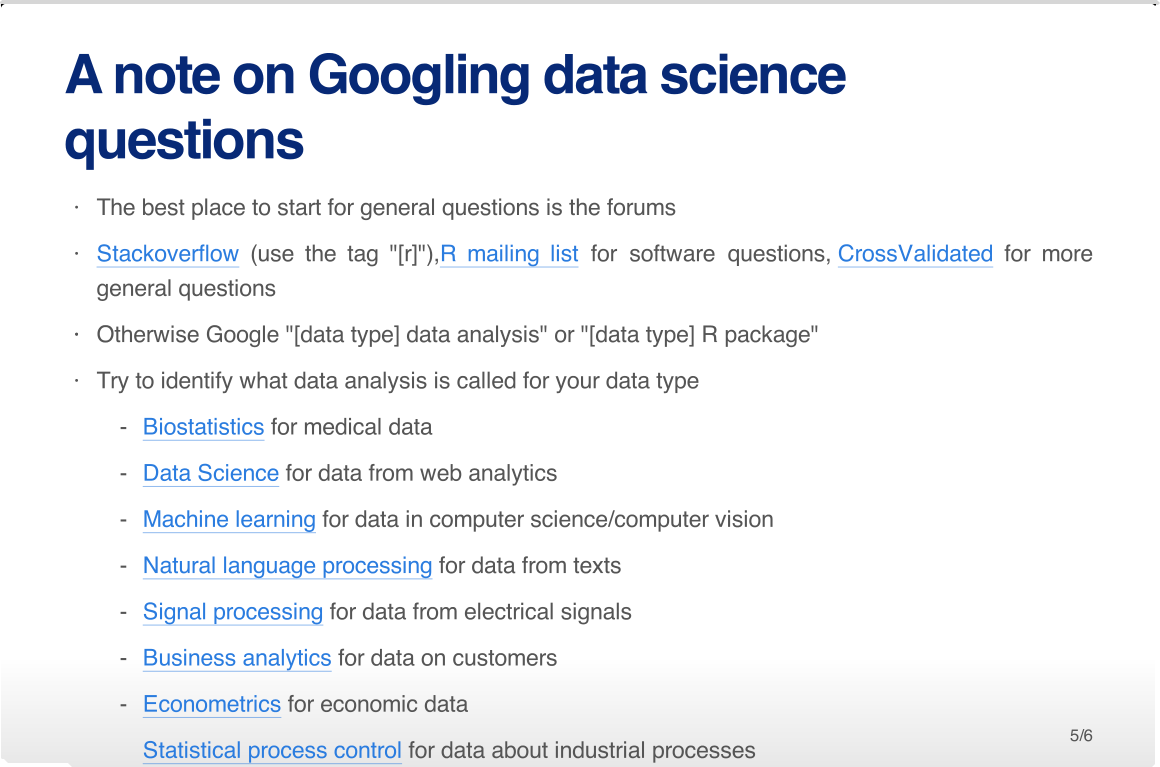 A note on Googling data science
questions
· The best place to start for general questions is the forums
· Stackoverflow (use the tag "[r]"),R mailing list for software questions, CrossValidated for more
general questions
· Otherwise Google "[data type] data analysis" or "[data type] R package"
· Try to identify what data analysis is called for your data type
- Biostatistics for medical data
- Data Science for data from web analytics
- Machine learning for data in computer science/computer vision
- Natural language processing for data from texts
- Signal processing for data from electrical signals
- Business analytics for data on customers
- Econometrics for economic data
Statistical process control for data about industrial processes
5/6